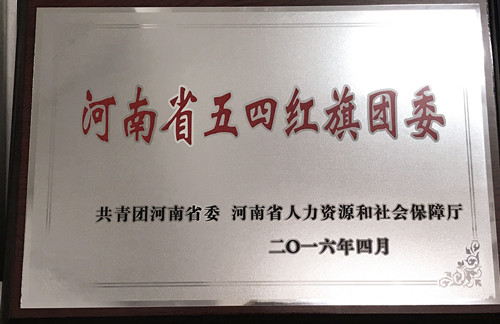 河南省五四红旗团委
共青团河南省委 河南省人力资源和社会保障厅
二〇一六年四月